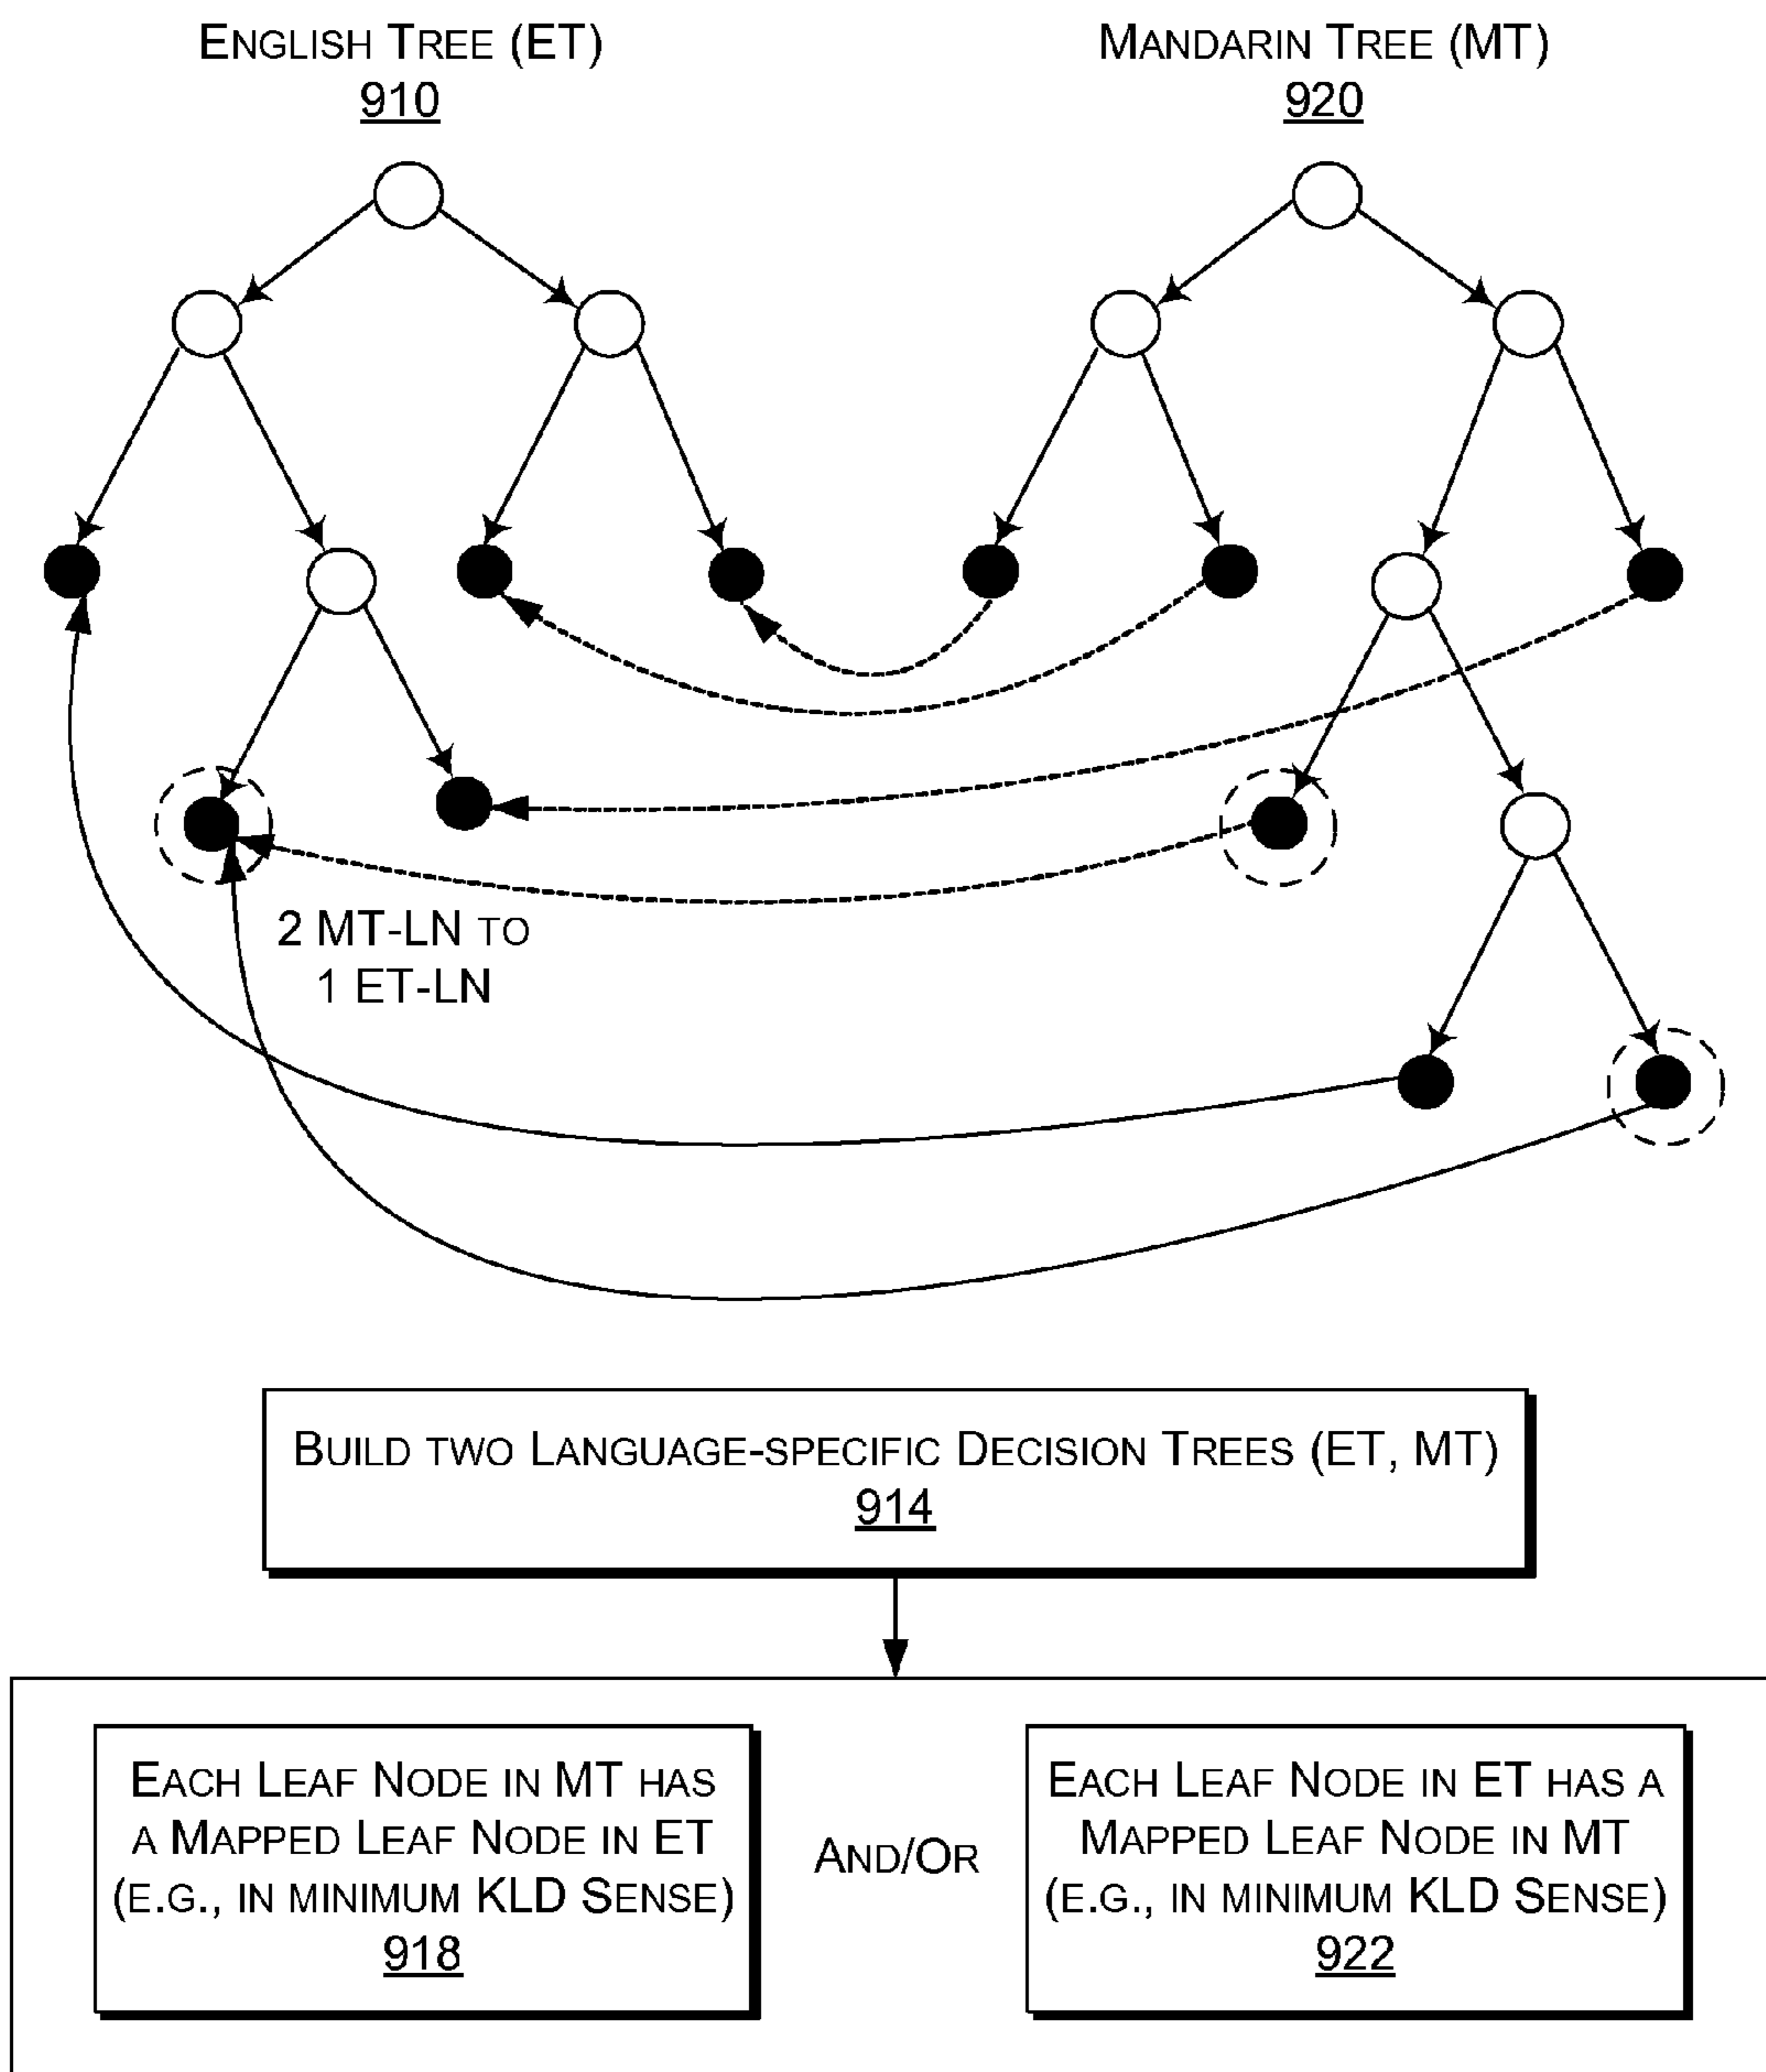 ENGLISH TREE (ET)
910
MANDARIN TREE (MT)
920
2 MT-LN TO
1 ET-LN
BUILD TWO LANGUAGE-SPECIFIC DECISION TREES (ET, MT)
914
EACH LEAF NODE IN MT HAS
A MAPPED LEAF NODE IN ET
(E.G., IN MINIMUM KLD SENSE)
918
AND/OR
EACH LEAF NODE IN ET HAS A
MAPPED LEAF NODE IN MT
(E.G., IN MINIMUM KLD SENSE)
922